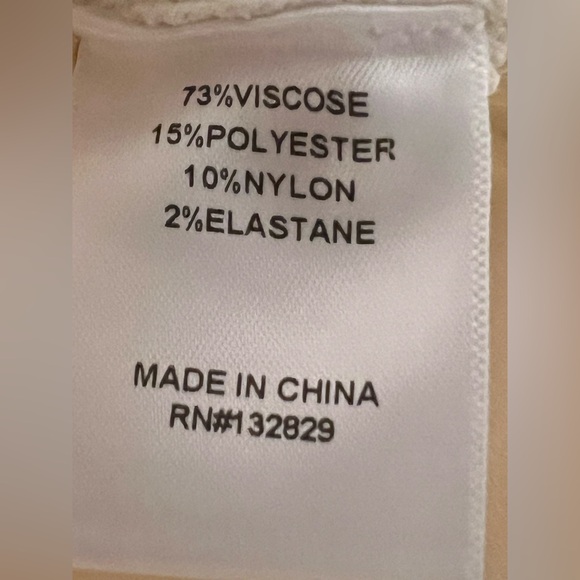 73%VISCOSE
15%POLYESTER
10%NYLON
2%ELASTANE
MADE IN CHINA
RN#132829